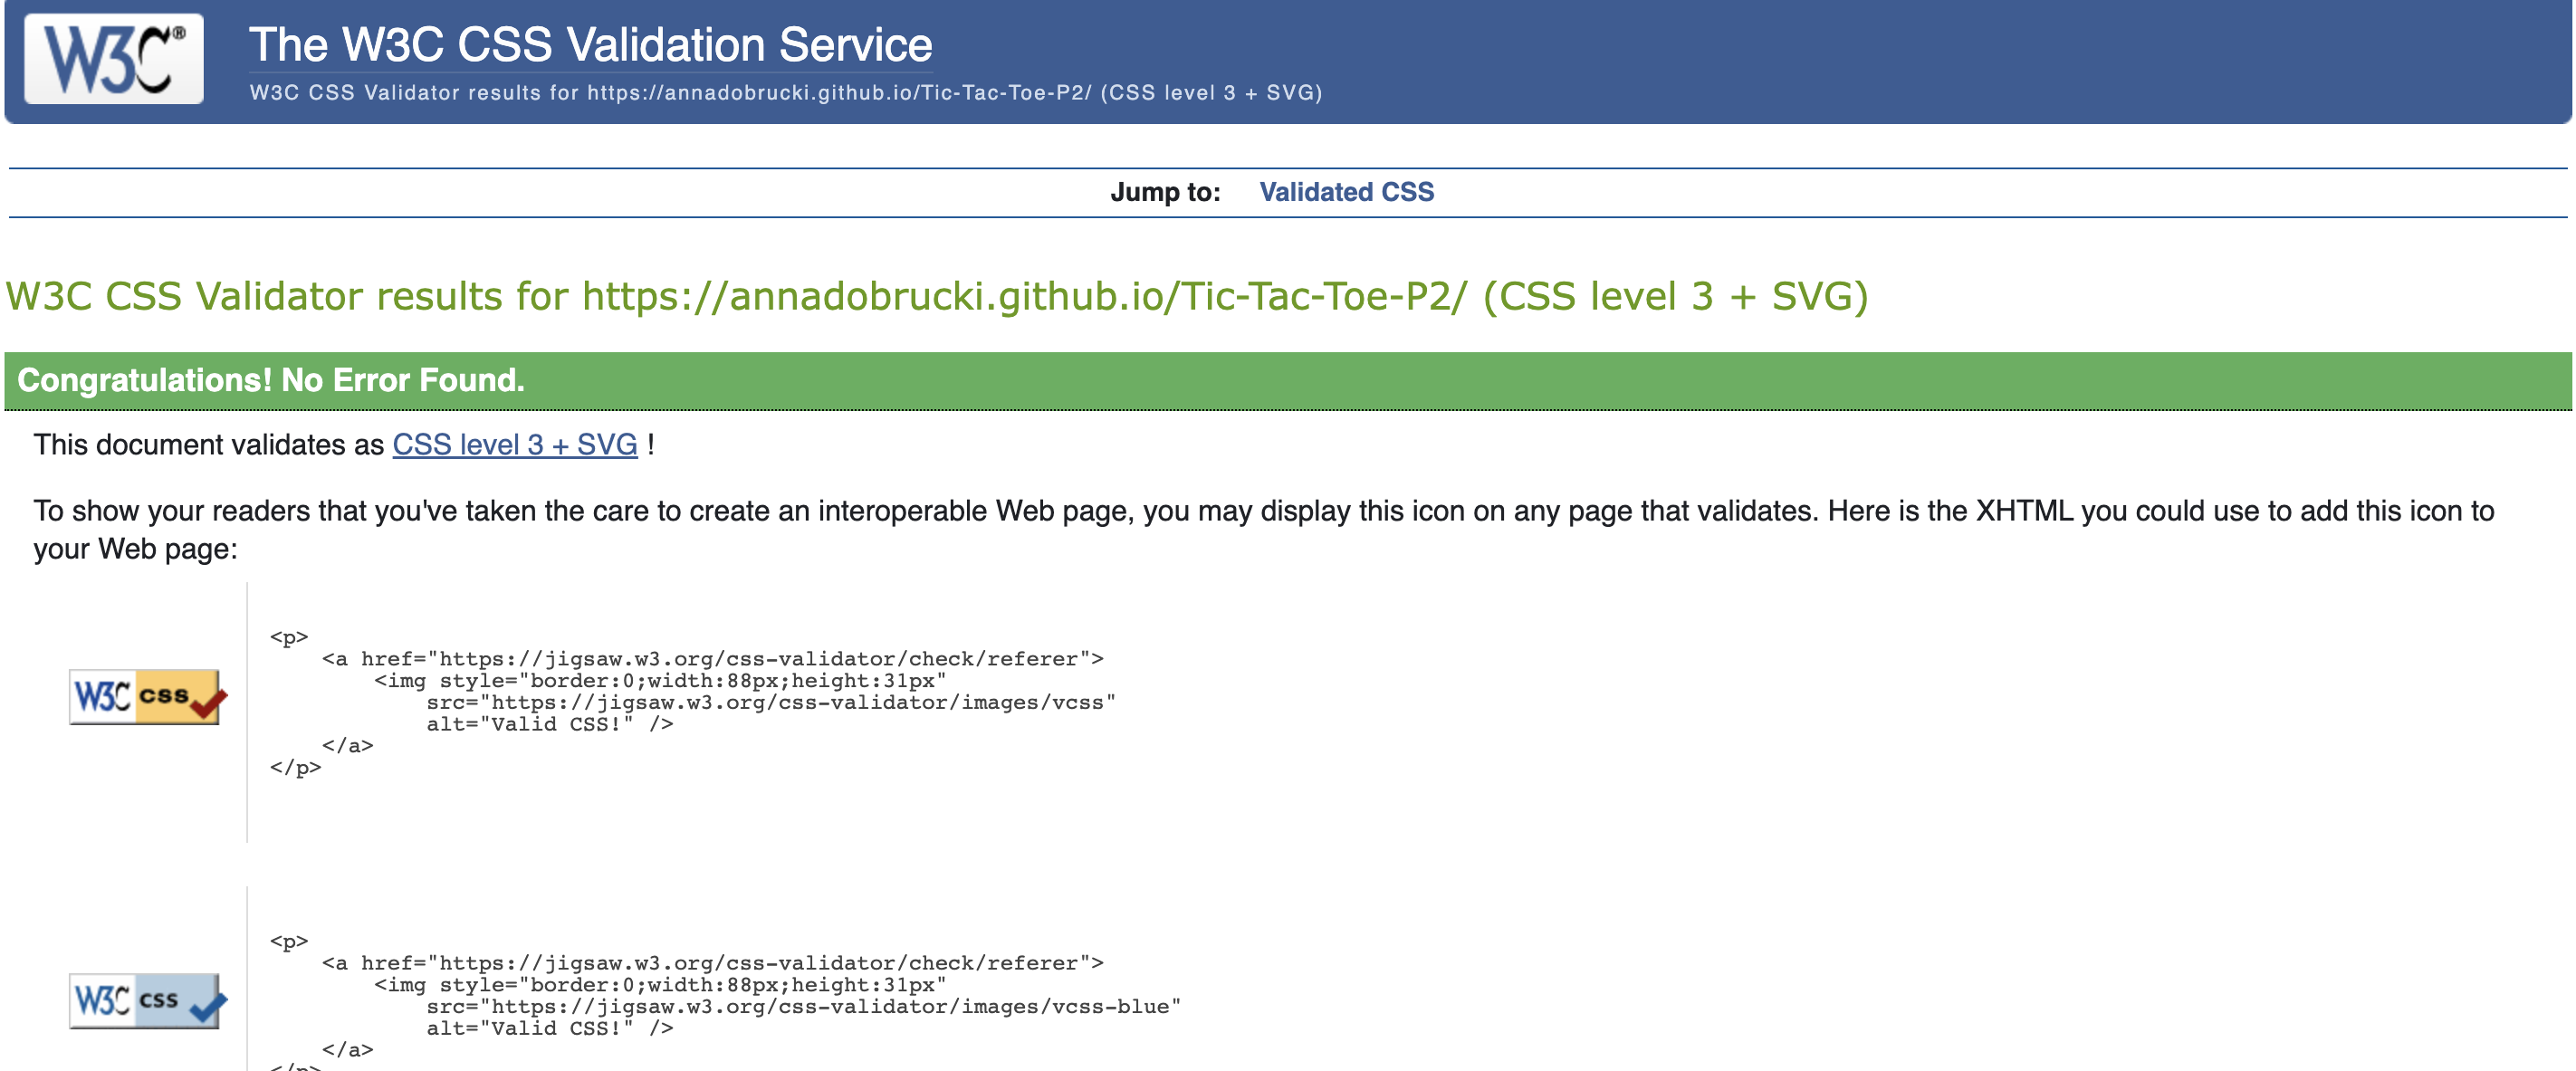 W3C®
The W3C CSS Validation Service
W3C CSS Validator results for https://annadobrucki.github.io/Tic-Tac-Toe-P2/ (CSS level 3 + SVG)
Jump to: Validated CSS
W3C CSS Validator results for https://annadobrucki.github.io/Tic-Tac-Toe-P2/ (CSS level 3 + SVG)
Congratulations! No Error Found.
This document validates as CSS level 3 + SVG !
To show your readers that you've taken the care to create an interoperable Web page, you may display this icon on any page that validates. Here is the XHTML you could use to add this icon to
your Web page:
<p>
    <a href="https://jigsaw.w3.org/css-validator/check/referer">
        <img style="border:0;width:88px;height:31px"
            src="https://jigsaw.w3.org/css-validator/images/vcss"
            alt="Valid CSS!" />
    </a>
</p>
W3C css
<p>
    <a href="https://jigsaw.w3.org/css-validator/check/referer">
        <img style="border:0;width:88px;height:31px"
            src="https://jigsaw.w3.org/css-validator/images/vcss-blue"
            alt="Valid CSS!" />
    </a>
</p>
W3C css